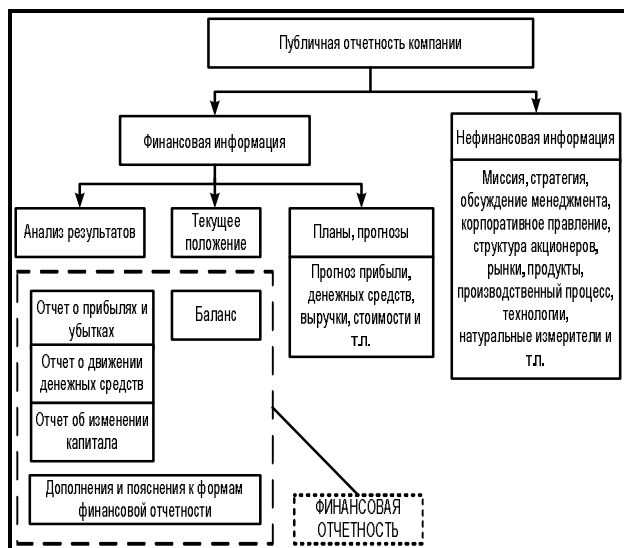 Публичная отчетность компании
Финансовая информация
Нефинансовая информация
Миссия, стратегия,
обсуждение менеджмента,
корпоративное правление,
структура акционеров,
рынки, продукты,
производственный процесс,
технологии,
натуральные измерители и
т.п.
Анализ результатов
Текущее
положение
Планы, прогнозы
Прогноз прибыли,
денежных средств,
выручки, стоимости и
т.п.
Отчет о прибылях и
убытках
Баланс
Отчет о движении
денежных средств
Отчет об изменении
капитала
Дополнения и пояснения к формам
финансовой отчетности
ФИНАНСОВАЯ
ОТЧЕТНОСТЬ